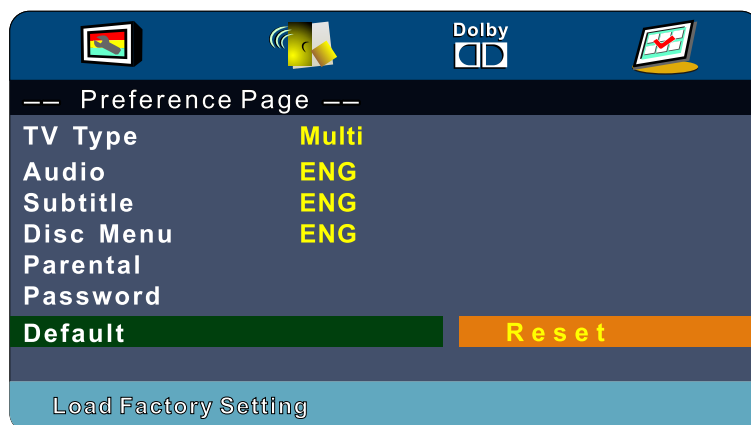 Dolby
-- Preference Page --
TV Type Multi
Audio ENG
Subtitle ENG
Disc Menu ENG
Parental
Password
Default Reset
Load Factory Setting